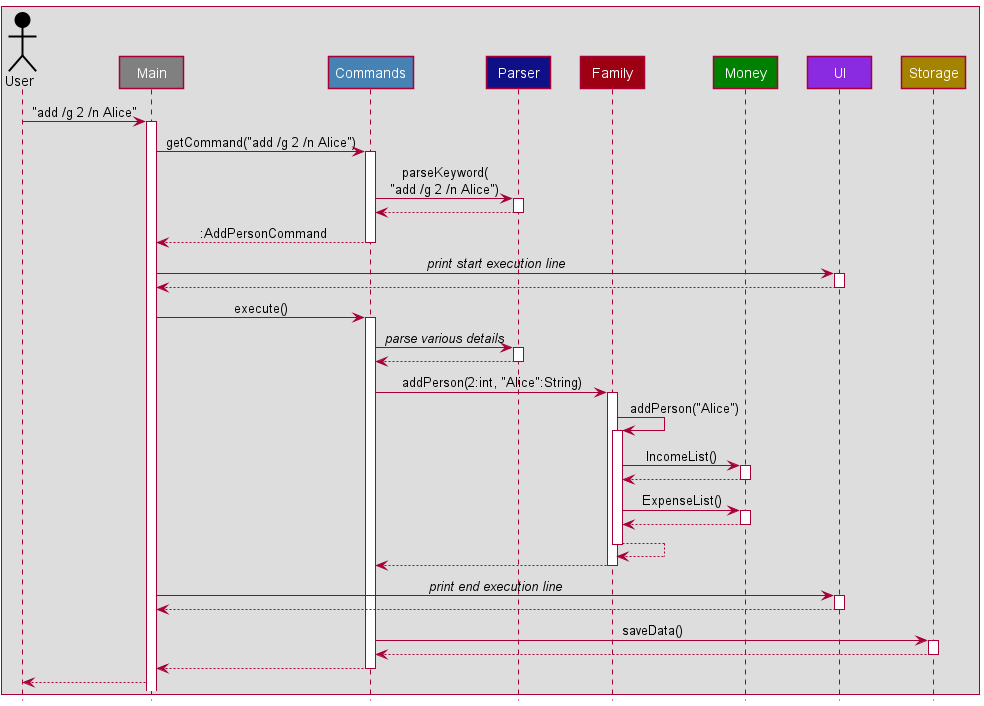 User
Main
Commands
Parser
Family
Money
UI
Storage
"add /g 2 /n Alice"
getCommand("add /g 2 /n Alice")
parseKeyword(
"add /g 2 /n Alice")
:AddPersonCommand
print start execution line
execute()
parse various details
addPerson(2:int, "Alice":String)
addPerson("Alice")
IncomeList()
ExpenseList()
print end execution line
saveData()